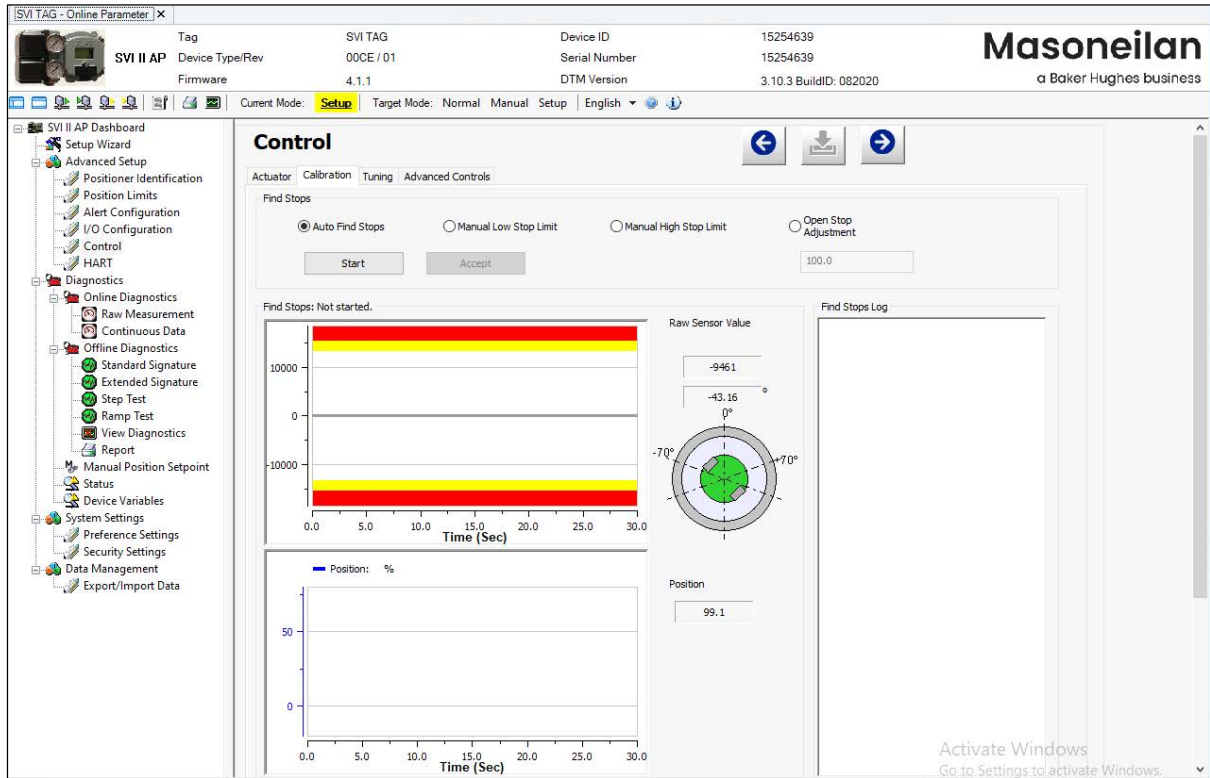 SVI TAG - Online Parameter
SVI II AP
Tag SVI TAG Device ID 15254639
Device Type/Rev 00CE / 01 Serial Number 15254639
Firmware 4.1.1 DTM Version 3.10.3 BuildID: 082020
Masoneilan
a Baker Hughes business
Current Mode: Setup Target Mode: Normal Manual Setup English
SVI II AP Dashboard
Setup Wizard
Advanced Setup
Positioner Identification
Position Limits
Alert Configuration
I/O Configuration
Control
HART
Diagnostics
Online Diagnostics
Raw Measurement
Continuous Data
Offline Diagnostics
Standard Signature
Extended Signature
Step Test
Ramp Test
View Diagnostics
Report
Manual Position Setpoint
Status
Device Variables
System Settings
Preference Settings
Security Settings
Data Management
Export/Import Data
Control
Actuator Calibration Tuning Advanced Controls
Find Stops
Auto Find Stops Manual Low Stop Limit Manual High Stop Limit Open Stop Adjustment
Start Accept 100.0
Find Stops: Not started.
10000
0
-10000
0.0 5.0 10.0 15.0 20.0 25.0 30.0
Time (Sec)
Raw Sensor Value
-9461
-43.16 °
0°
-70° +70°
Find Stops Log
Position: %
50
0
0.0 5.0 10.0 15.0 20.0 25.0 30.0
Time (Sec)
Position
99.1
Activate Windows
Go to Settings to activate Windows.